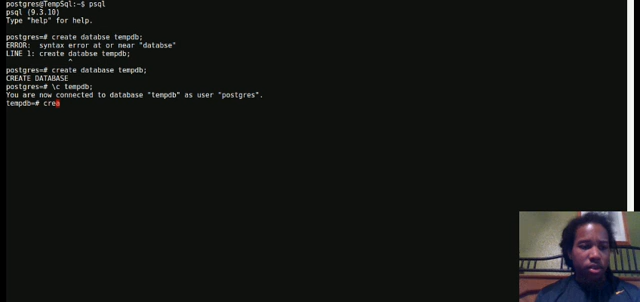 postgres@TempSql:~$ psql
psql (9.3.10)
Type "help" for help.
postgres=# create databse tempdb;
ERROR:  syntax error at or near "databse"
LINE 1: create databse tempdb;
^
postgres=# create database tempdb;
CREATE DATABASE
postgres=# \c tempdb;
You are now connected to database "tempdb" as user "postgres".
tempdb=# crea